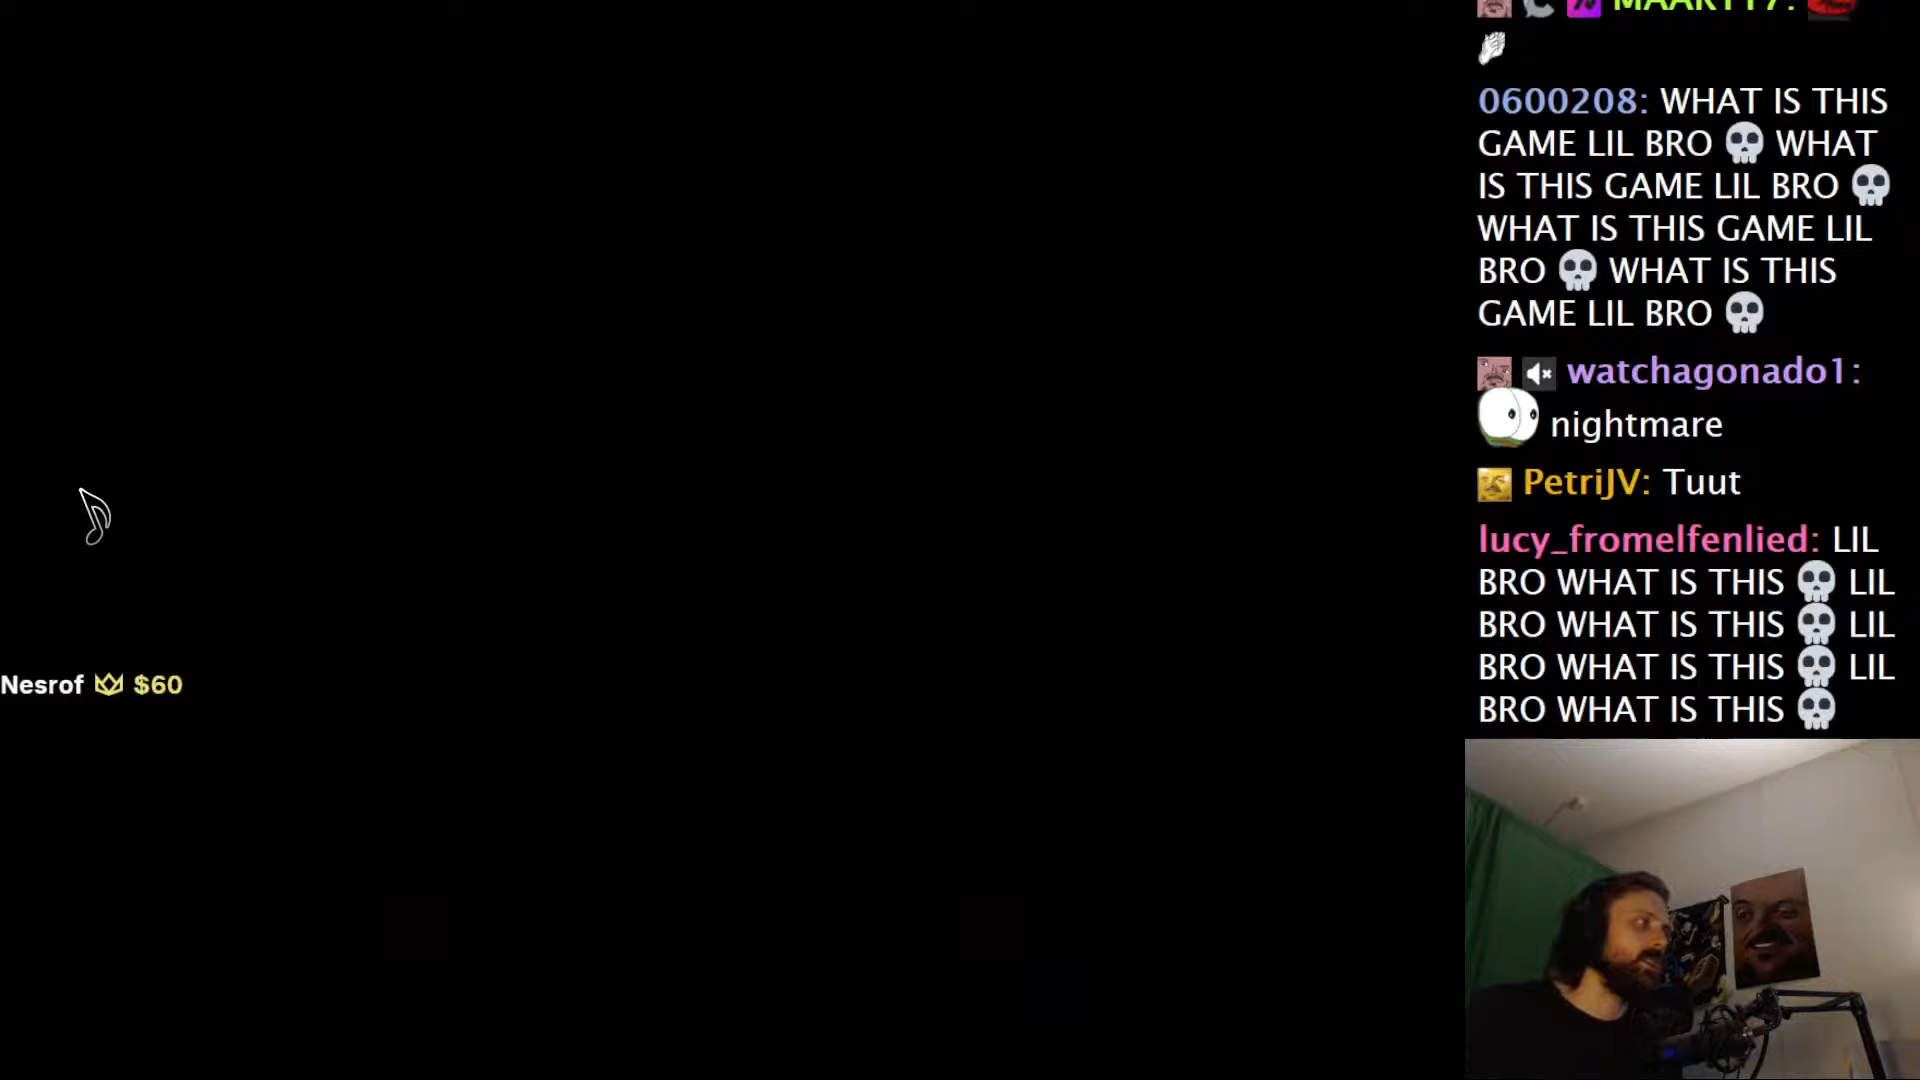 MAARTY7:
0600208: WHAT IS THIS
GAME LIL BRO 💀 WHAT
IS THIS GAME LIL BRO 💀
WHAT IS THIS GAME LIL
BRO 💀 WHAT IS THIS
GAME LIL BRO 💀
watchagonado1:
nightmare
PetriJV: Tuut
lucy_fromelfenlied: LIL
BRO WHAT IS THIS 💀 LIL
BRO WHAT IS THIS 💀 LIL
BRO WHAT IS THIS 💀 LIL
BRO WHAT IS THIS 💀
Nesrof $60